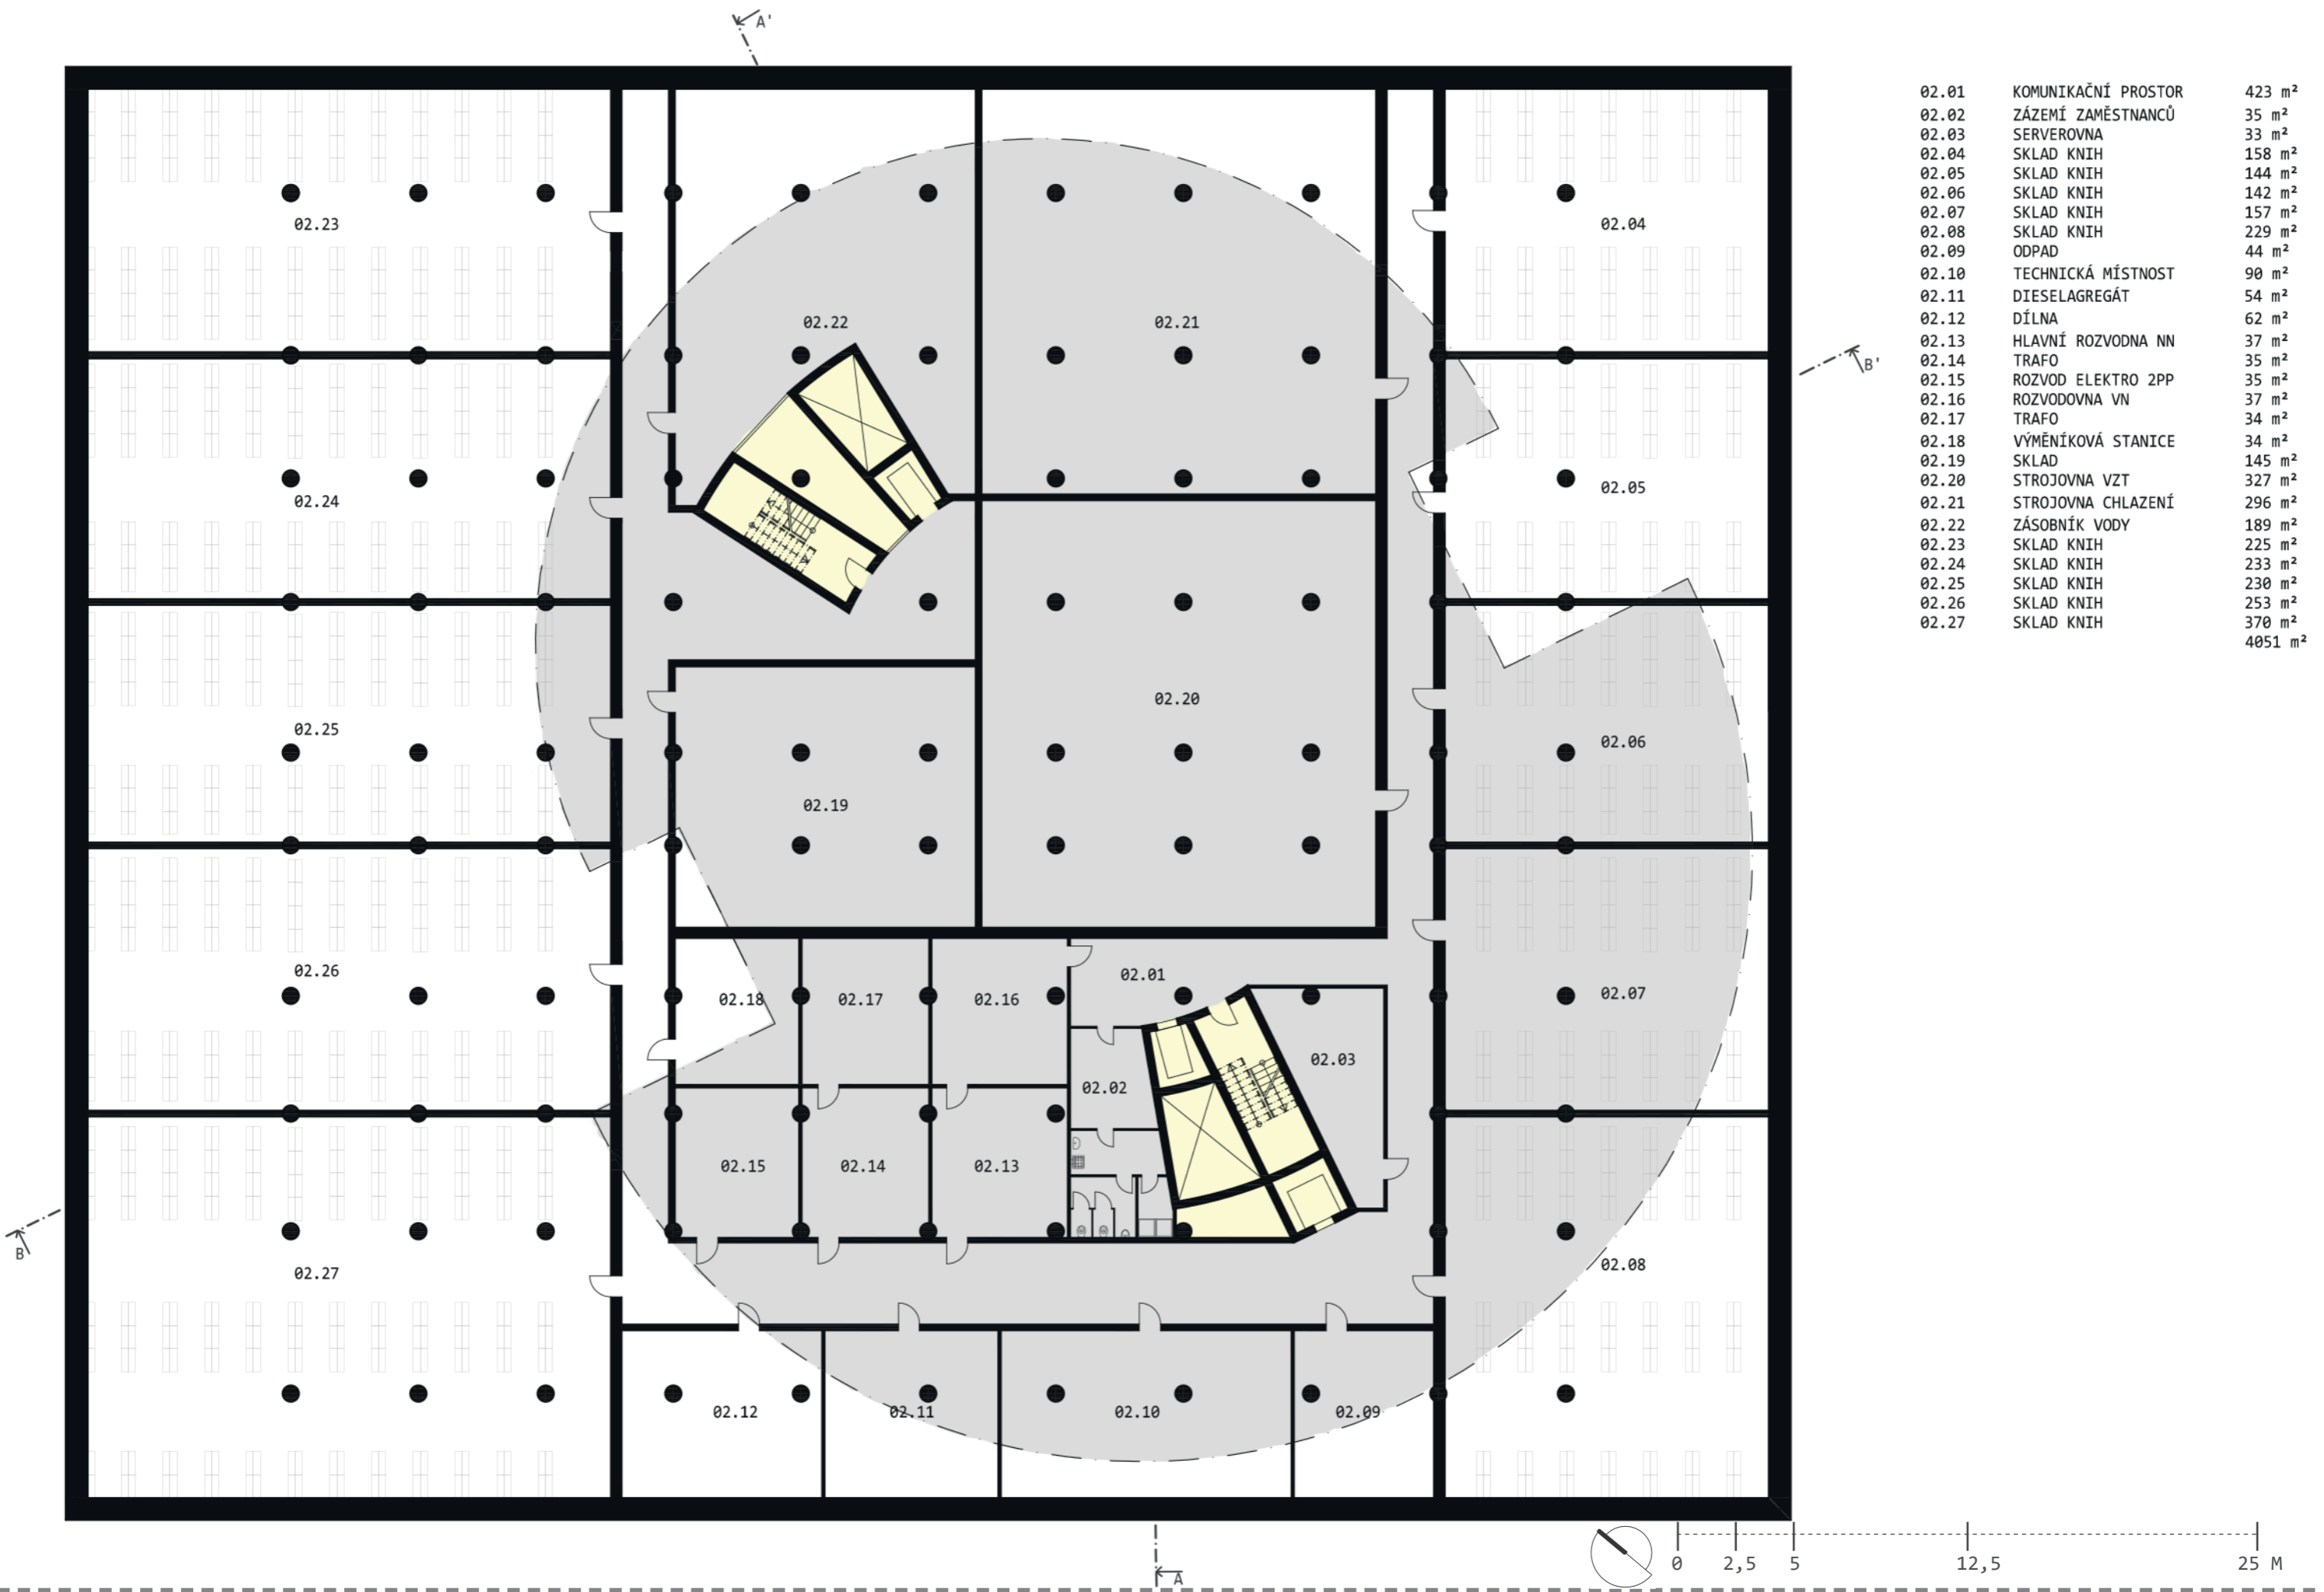 A'
02.01 KOMUNIKAČNÍ PROSTOR 423 m²
02.02 ZÁZEMÍ ZAMĚSTNANCŮ 35 m²
02.03 SERVEROVNA 33 m²
02.04 SKLAD KNIH 158 m²
02.05 SKLAD KNIH 144 m²
02.06 SKLAD KNIH 142 m²
02.07 SKLAD KNIH 157 m²
02.08 SKLAD KNIH 229 m²
02.09 ODPAD 44 m²
02.10 TECHNICKÁ MÍSTNOST 90 m²
02.11 DIESELAGREGÁT 54 m²
02.12 DÍLNA 62 m²
02.13 HLAVNÍ ROZVODNA NN 37 m²
02.14 TRAFO 35 m²
02.15 ROZVOD ELEKTRO 2PP 35 m²
02.16 ROZVODOVNA VN 37 m²
02.17 TRAFO 34 m²
02.18 VÝMĚNÍKOVÁ STANICE 34 m²
02.19 SKLAD 145 m²
02.20 STROJOVNA VZT 327 m²
02.21 STROJOVNA CHLAZENÍ 296 m²
02.22 ZÁSOBNÍK VODY 189 m²
02.23 SKLAD KNIH 225 m²
02.24 SKLAD KNIH 233 m²
02.25 SKLAD KNIH 230 m²
02.26 SKLAD KNIH 253 m²
02.27 SKLAD KNIH 370 m²
4051 m²
02.23
02.04
02.22
02.21
B'
02.24
02.05
02.20
02.25
02.06
02.19
02.26
02.01
02.18
02.17
02.16
02.07
02.03
02.02
02.15
02.14
02.13
B
02.27
02.08
02.12
02.11
02.10
02.09
0 2,5 5 12,5 25 M
A